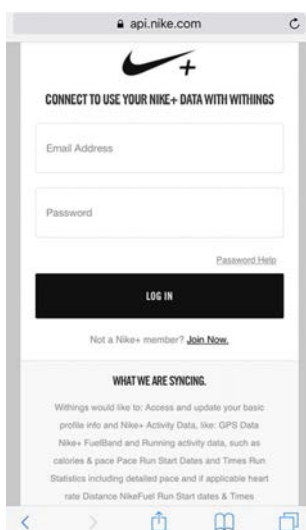 api.nike.com
+
CONNECT TO USE YOUR NIKE+ DATA WITH WITHINGS
Email Address
Password
Password Help
LOG IN
Not a Nike+ member? Join Now.
WHAT WE ARE SYNCING.
Withings would like to: Access and update your basic
profile info and Nike+ Activity Data, like: GPS Data
Nike+ FuelBand and Running activity data, such as
calories & pace Pace Run Start Dates and Times Run
Statistics including detailed pace and if applicable heart
rate Distance NikeFuel Run Start dates & Times